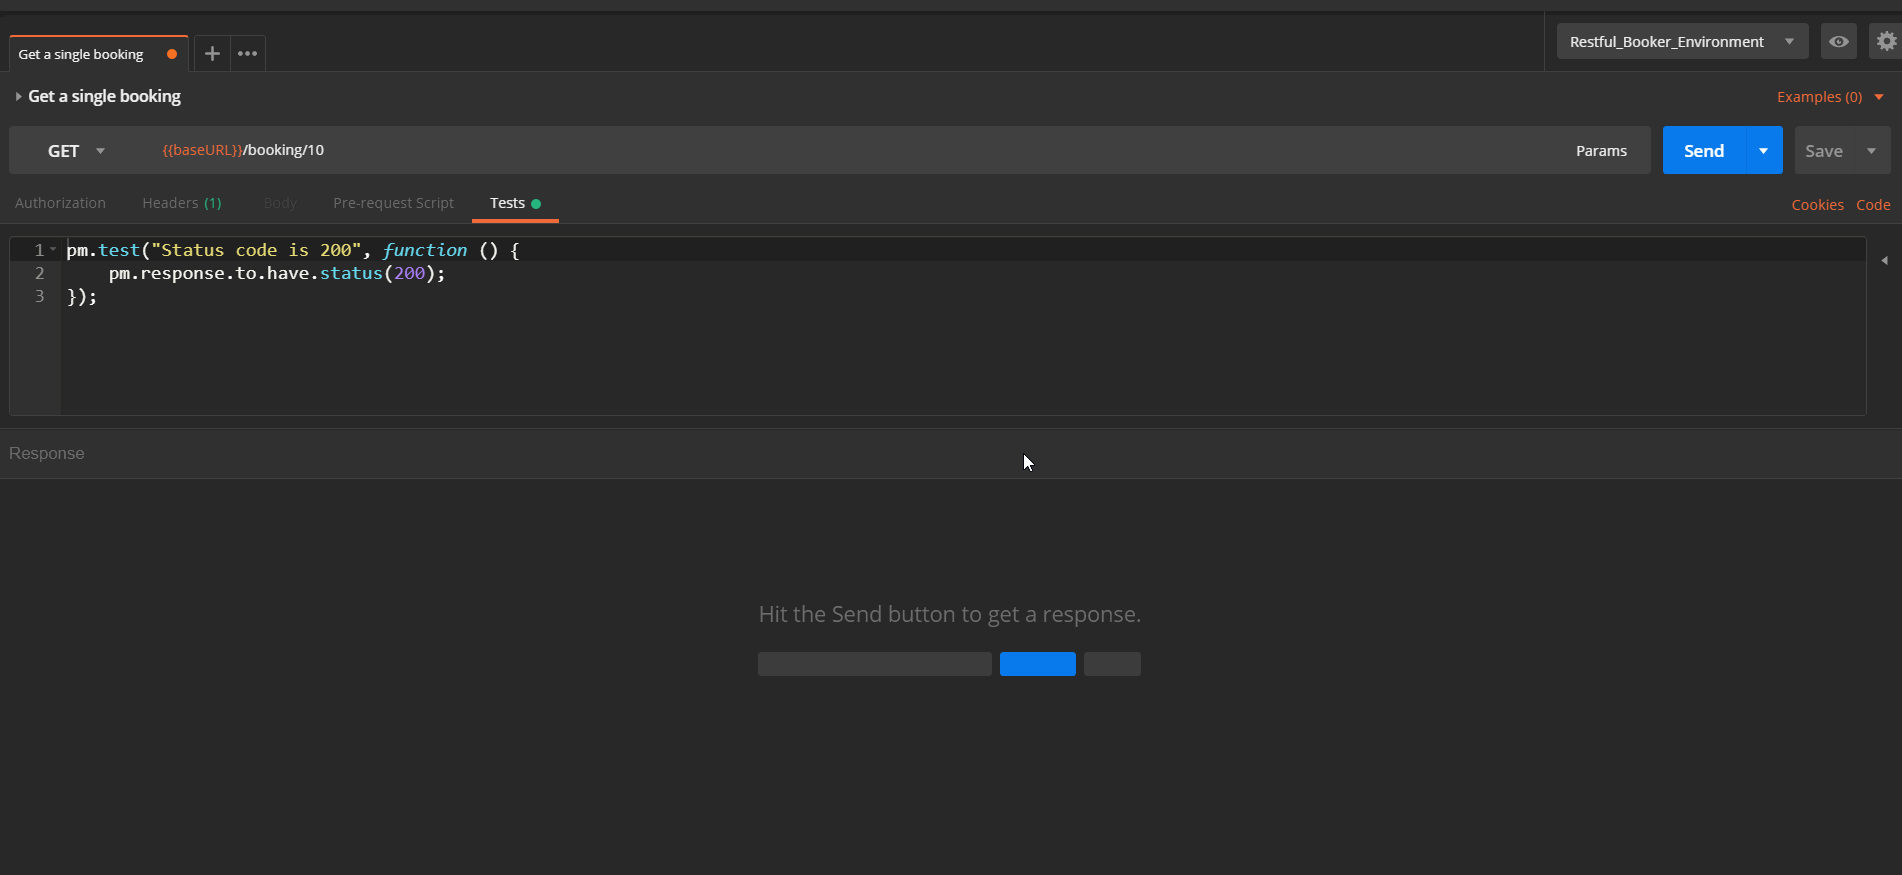 Get a single booking
Restful_Booker_Environment
Get a single booking
Examples (0)
GET {{baseURL}}/booking/10 Params Send Save
Authorization Headers (1) Body Pre-request Script Tests Cookies Code
1 pm.test("Status code is 200", function () {
2     pm.response.to.have.status(200);
3 });
Response
Hit the Send button to get a response.